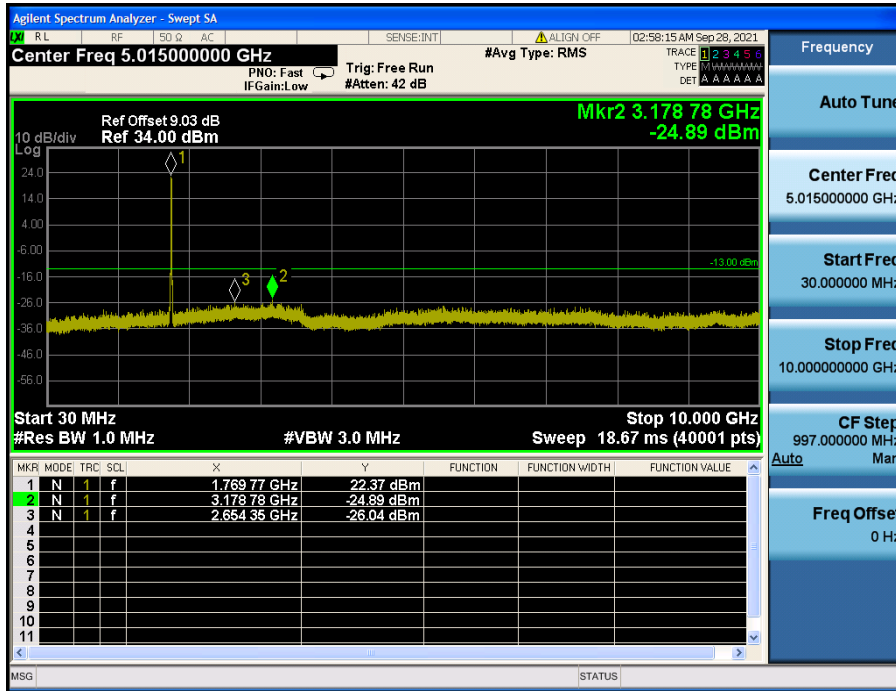 Agilent Spectrum Analyzer - Swept SA
LXI RL RF 50 Ω AC SENSE:INT ALIGN OFF 02:58:15 AM Sep 28, 2021
Center Freq 5.015000000 GHz
PNO: Fast
IFGain:Low
Trig: Free Run
#Atten: 42 dB
#Avg Type: RMS
TRACE 1 2 3 4 5 6
TYPE M W W W W W
DET A A A A A A
Ref Offset 9.03 dB
10 dB/div Ref 34.00 dBm
Log
Mkr2 3.178 78 GHz
-24.89 dBm
24.0
14.0
4.00
-6.00
-16.0
-26.0
-36.0
-46.0
-56.0
1
3
2
-13.00 dBm
Start 30 MHz Stop 10.000 GHz
#Res BW 1.0 MHz #VBW 3.0 MHz Sweep 18.67 ms (40001 pts)
MKR MODE TRC SCL X Y FUNCTION FUNCTION WIDTH FUNCTION VALUE
1 N 1 f 1.769 77 GHz 22.37 dBm
2 N 1 f 3.178 78 GHz -24.89 dBm
3 N 1 f 2.654 35 GHz -26.04 dBm
4
5
6
7
8
9
10
11
MSG STATUS
Frequency
Auto Tune
Center Freq
5.015000000 GHz
Start Freq
30.000000 MHz
Stop Freq
10.000000000 GHz
CF Step
997.000000 MHz
Auto Man
Freq Offset
0 Hz